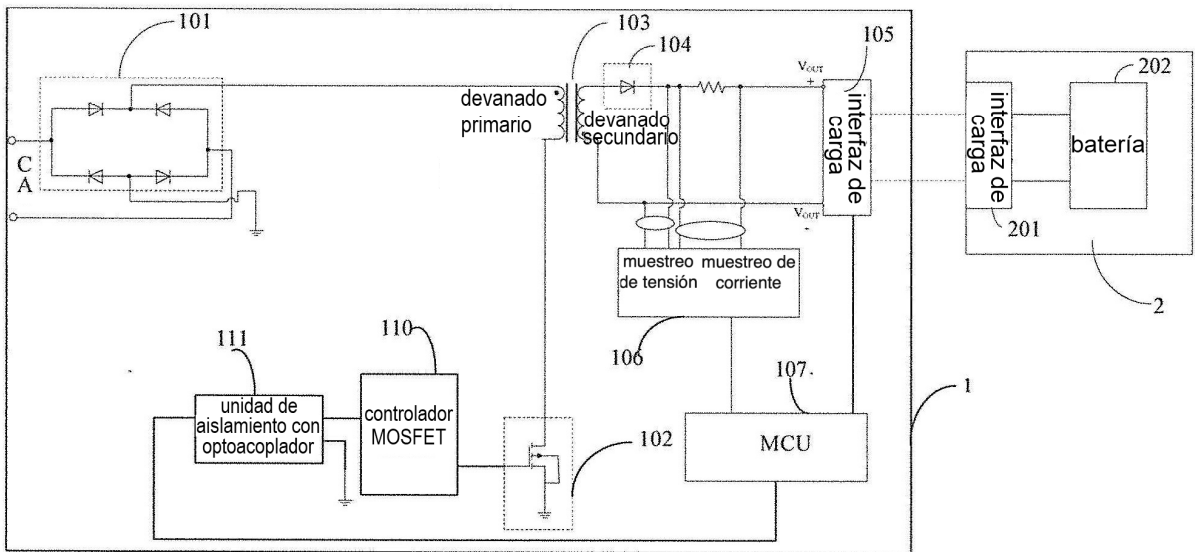 101
103
104
105
V_OUT
+
202
devanado
primario
devanado
secundario
interfaz de
carga
interfaz de
carga
batería
C
A
V_OUT
-
201
muestreo
de tensión
muestreo de
corriente
2
110
111
106
107
1
unidad de
aislamiento con
optoacoplador
controlador
MOSFET
102
MCU